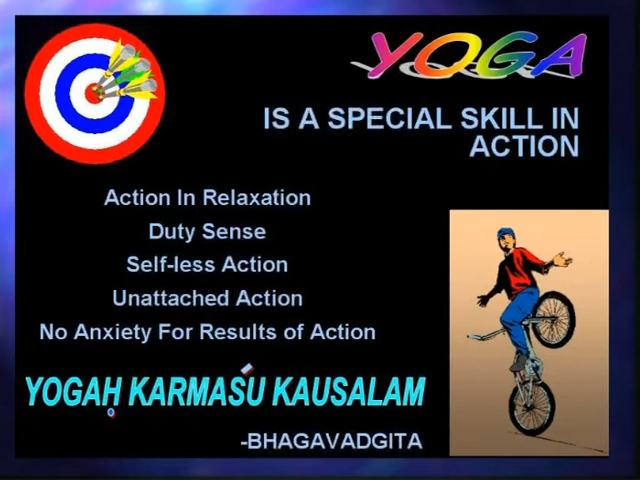 YOGA
IS A SPECIAL SKILL IN
ACTION
Action In Relaxation
Duty Sense
Self-less Action
Unattached Action
No Anxiety For Results of Action
YOGAH KARMASU KAUSALAM
-BHAGAVADGITA